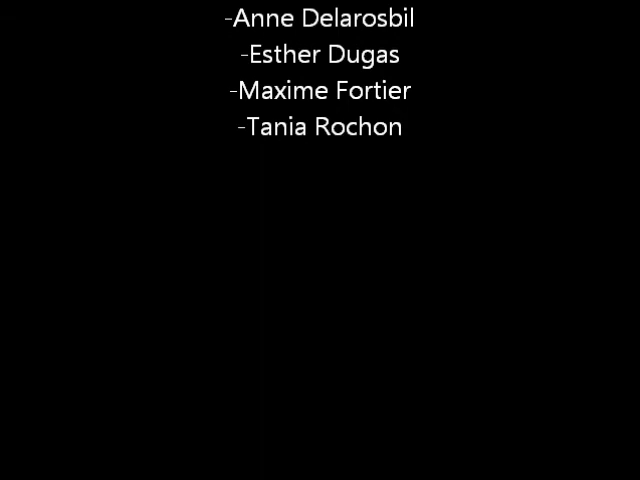 -Anne Delarosbil
-Esther Dugas
-Maxime Fortier
-Tania Rochon